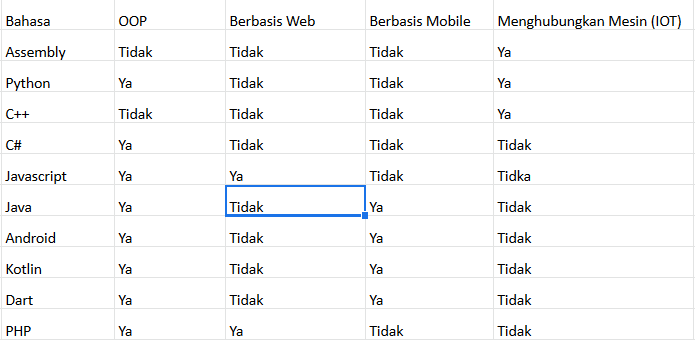 Bahasa OOP Berbasis Web Berbasis Mobile Menghubungkan Mesin (IOT)
Assembly Tidak Tidak Tidak Ya
Python Ya Tidak Tidak Ya
C++ Tidak Tidak Tidak Ya
C# Ya Tidak Tidak Tidak
Javascript Ya Ya Tidak Tidka
Java Ya Tidak Ya Tidak
Android Ya Tidak Ya Tidak
Kotlin Ya Tidak Ya Tidak
Dart Ya Tidak Ya Tidak
PHP Ya Ya Tidak Tidak